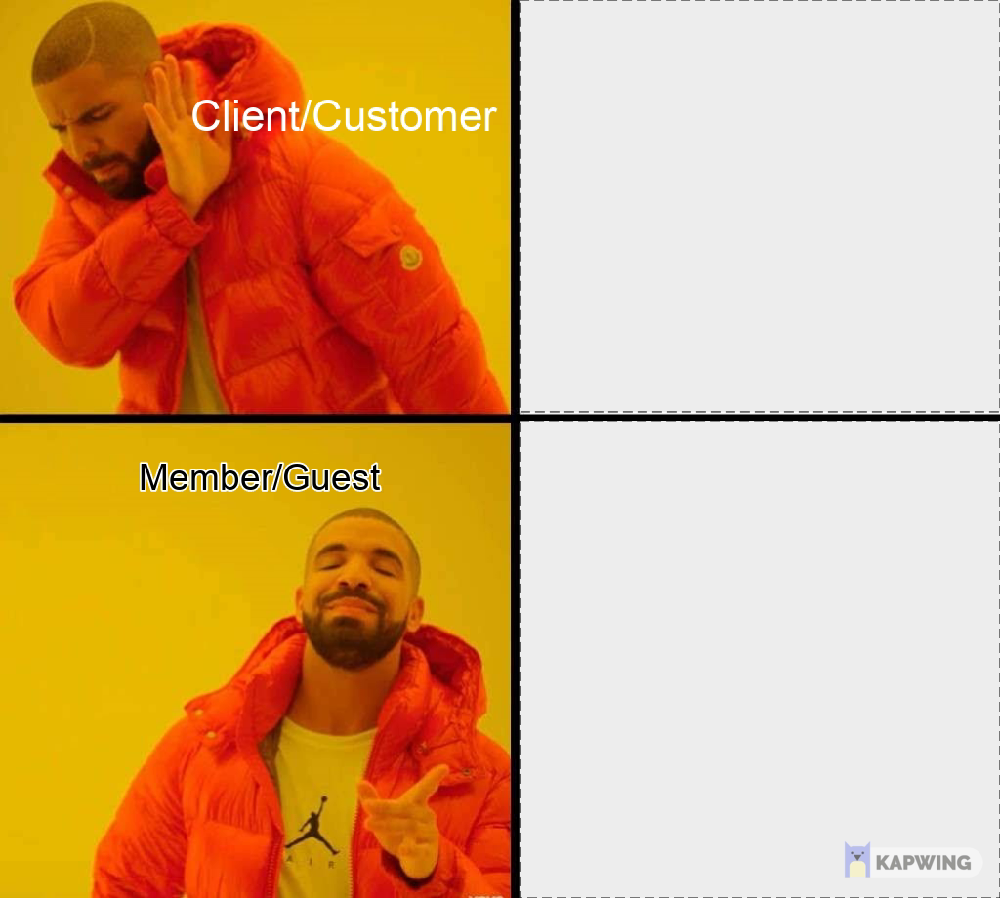 Client/Customer
Member/Guest
A I R
KAPWING